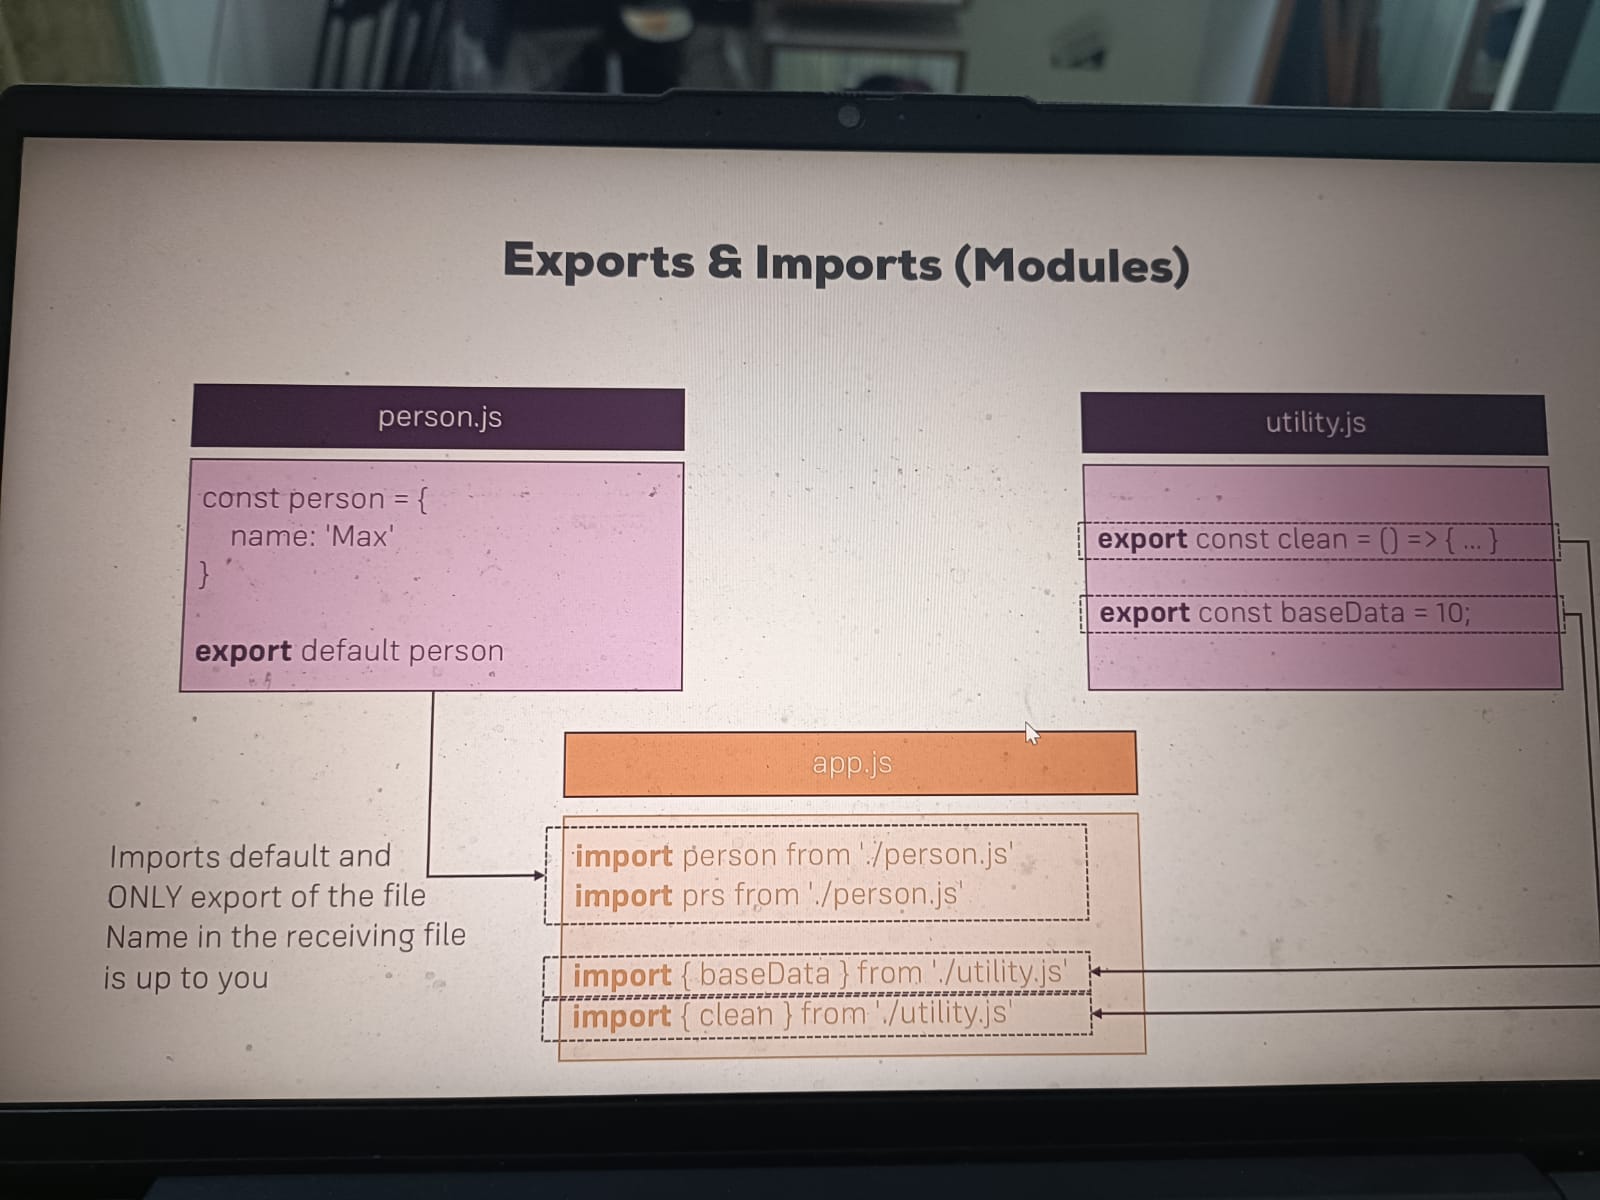 Exports & Imports (Modules)
person.js
const person = {
name: 'Max'
}
export default person
utility.js
export const clean = () => { ... }
export const baseData = 10;
app.js
import person from './person.js'
import prs from './person.js'
import { baseData } from './utility.js'
import { clean } from './utility.js'
Imports default and
ONLY export of the file
Name in the receiving file
is up to you